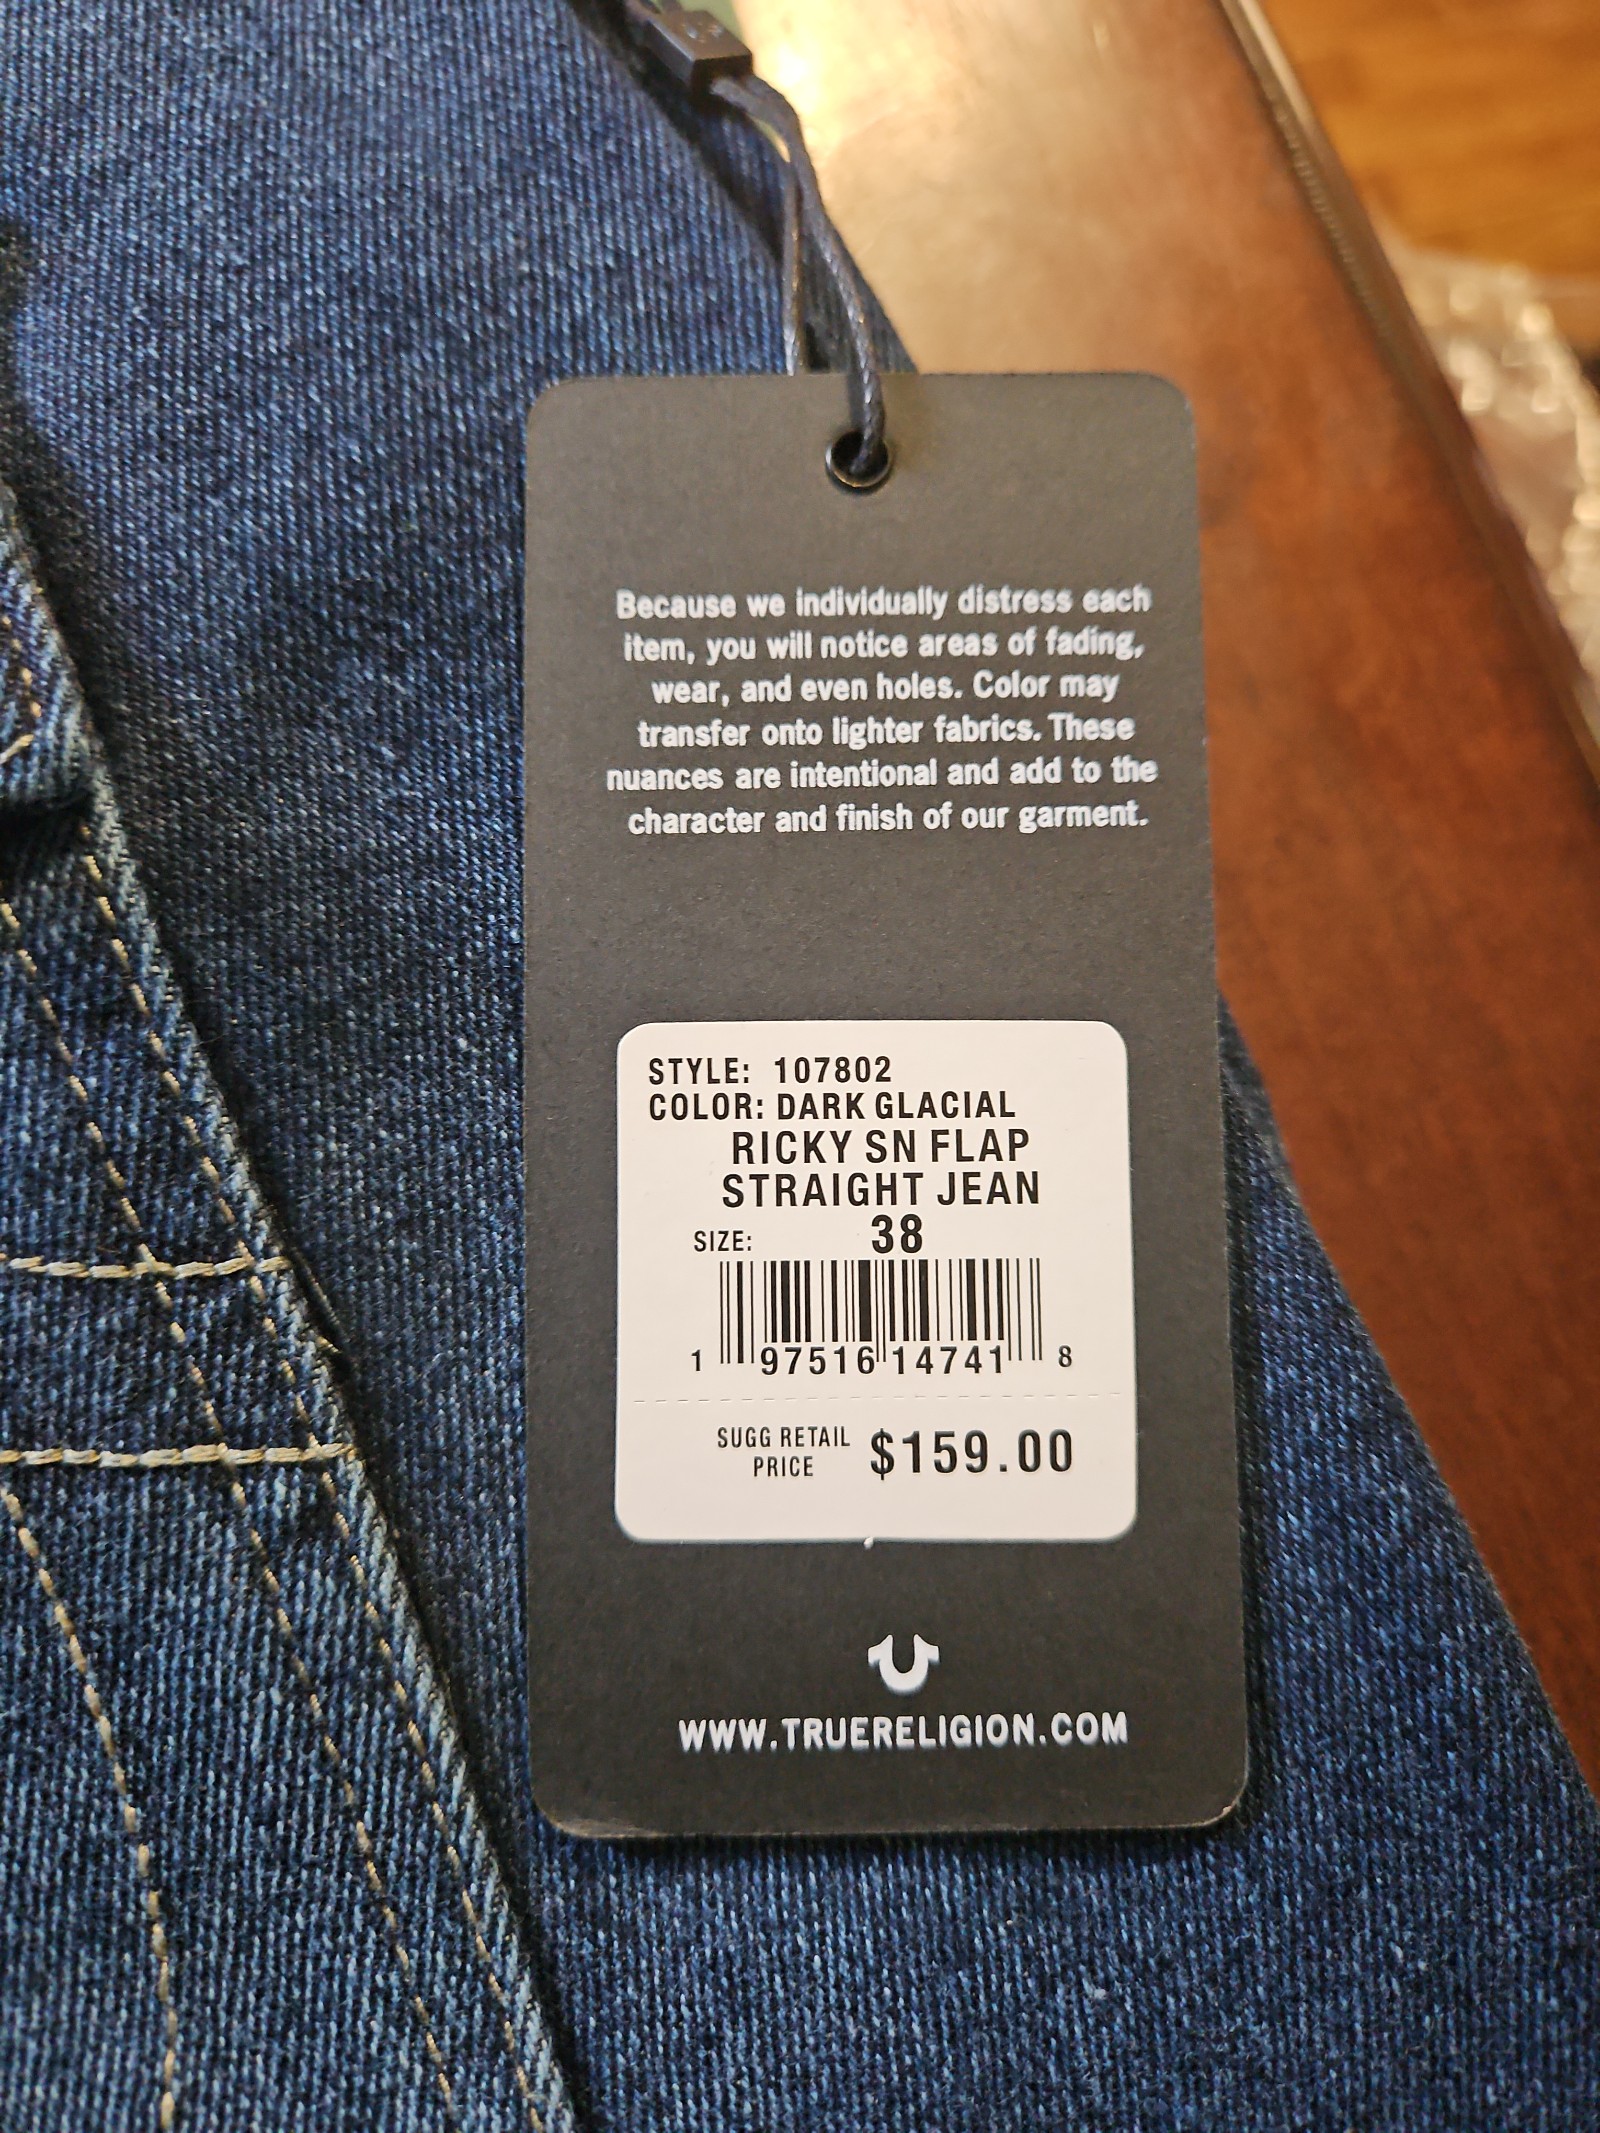 Because we individually distress each
item, you will notice areas of fading,
wear, and even holes. Color may
transfer onto lighter fabrics. These
nuances are intentional and add to the
character and finish of our garment.
STYLE: 107802
COLOR: DARK GLACIAL
RICKY SN FLAP
STRAIGHT JEAN
SIZE: 38
1 97516 14741 8
SUGG RETAIL PRICE $159.00
WWW.TRUERELIGION.COM